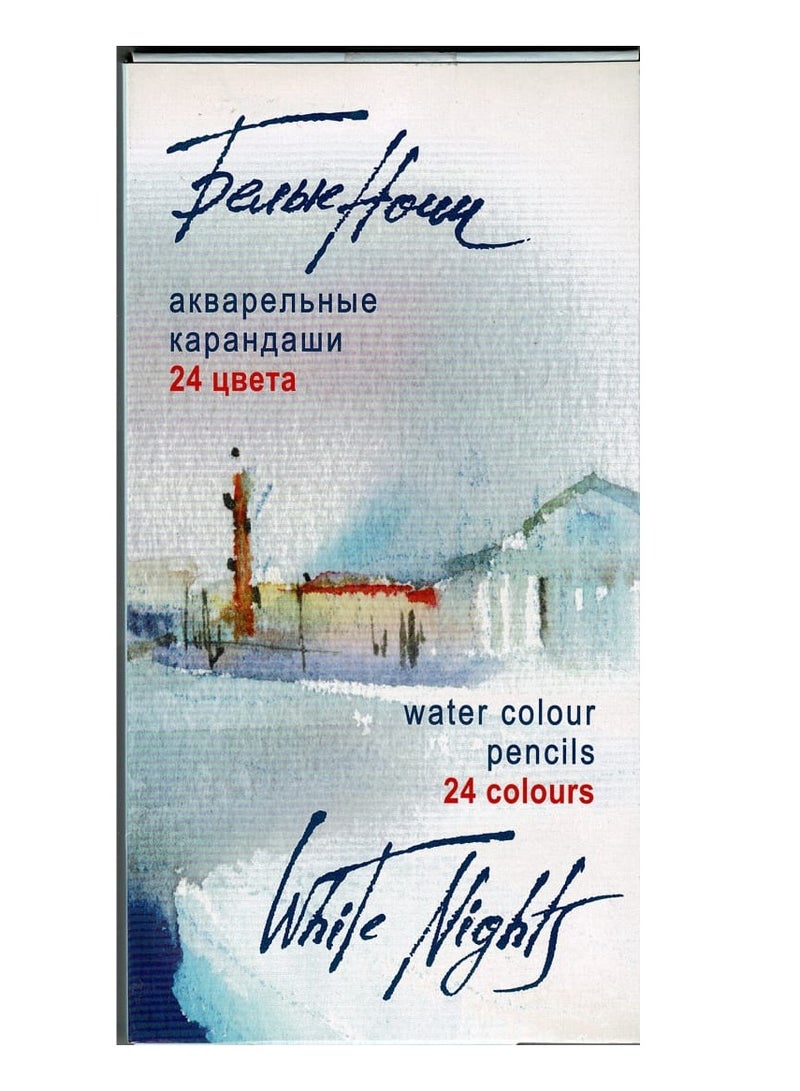 Белые Ночи
акварельные
карандаши
24 цвета
water colour
pencils
24 colours
White Nights